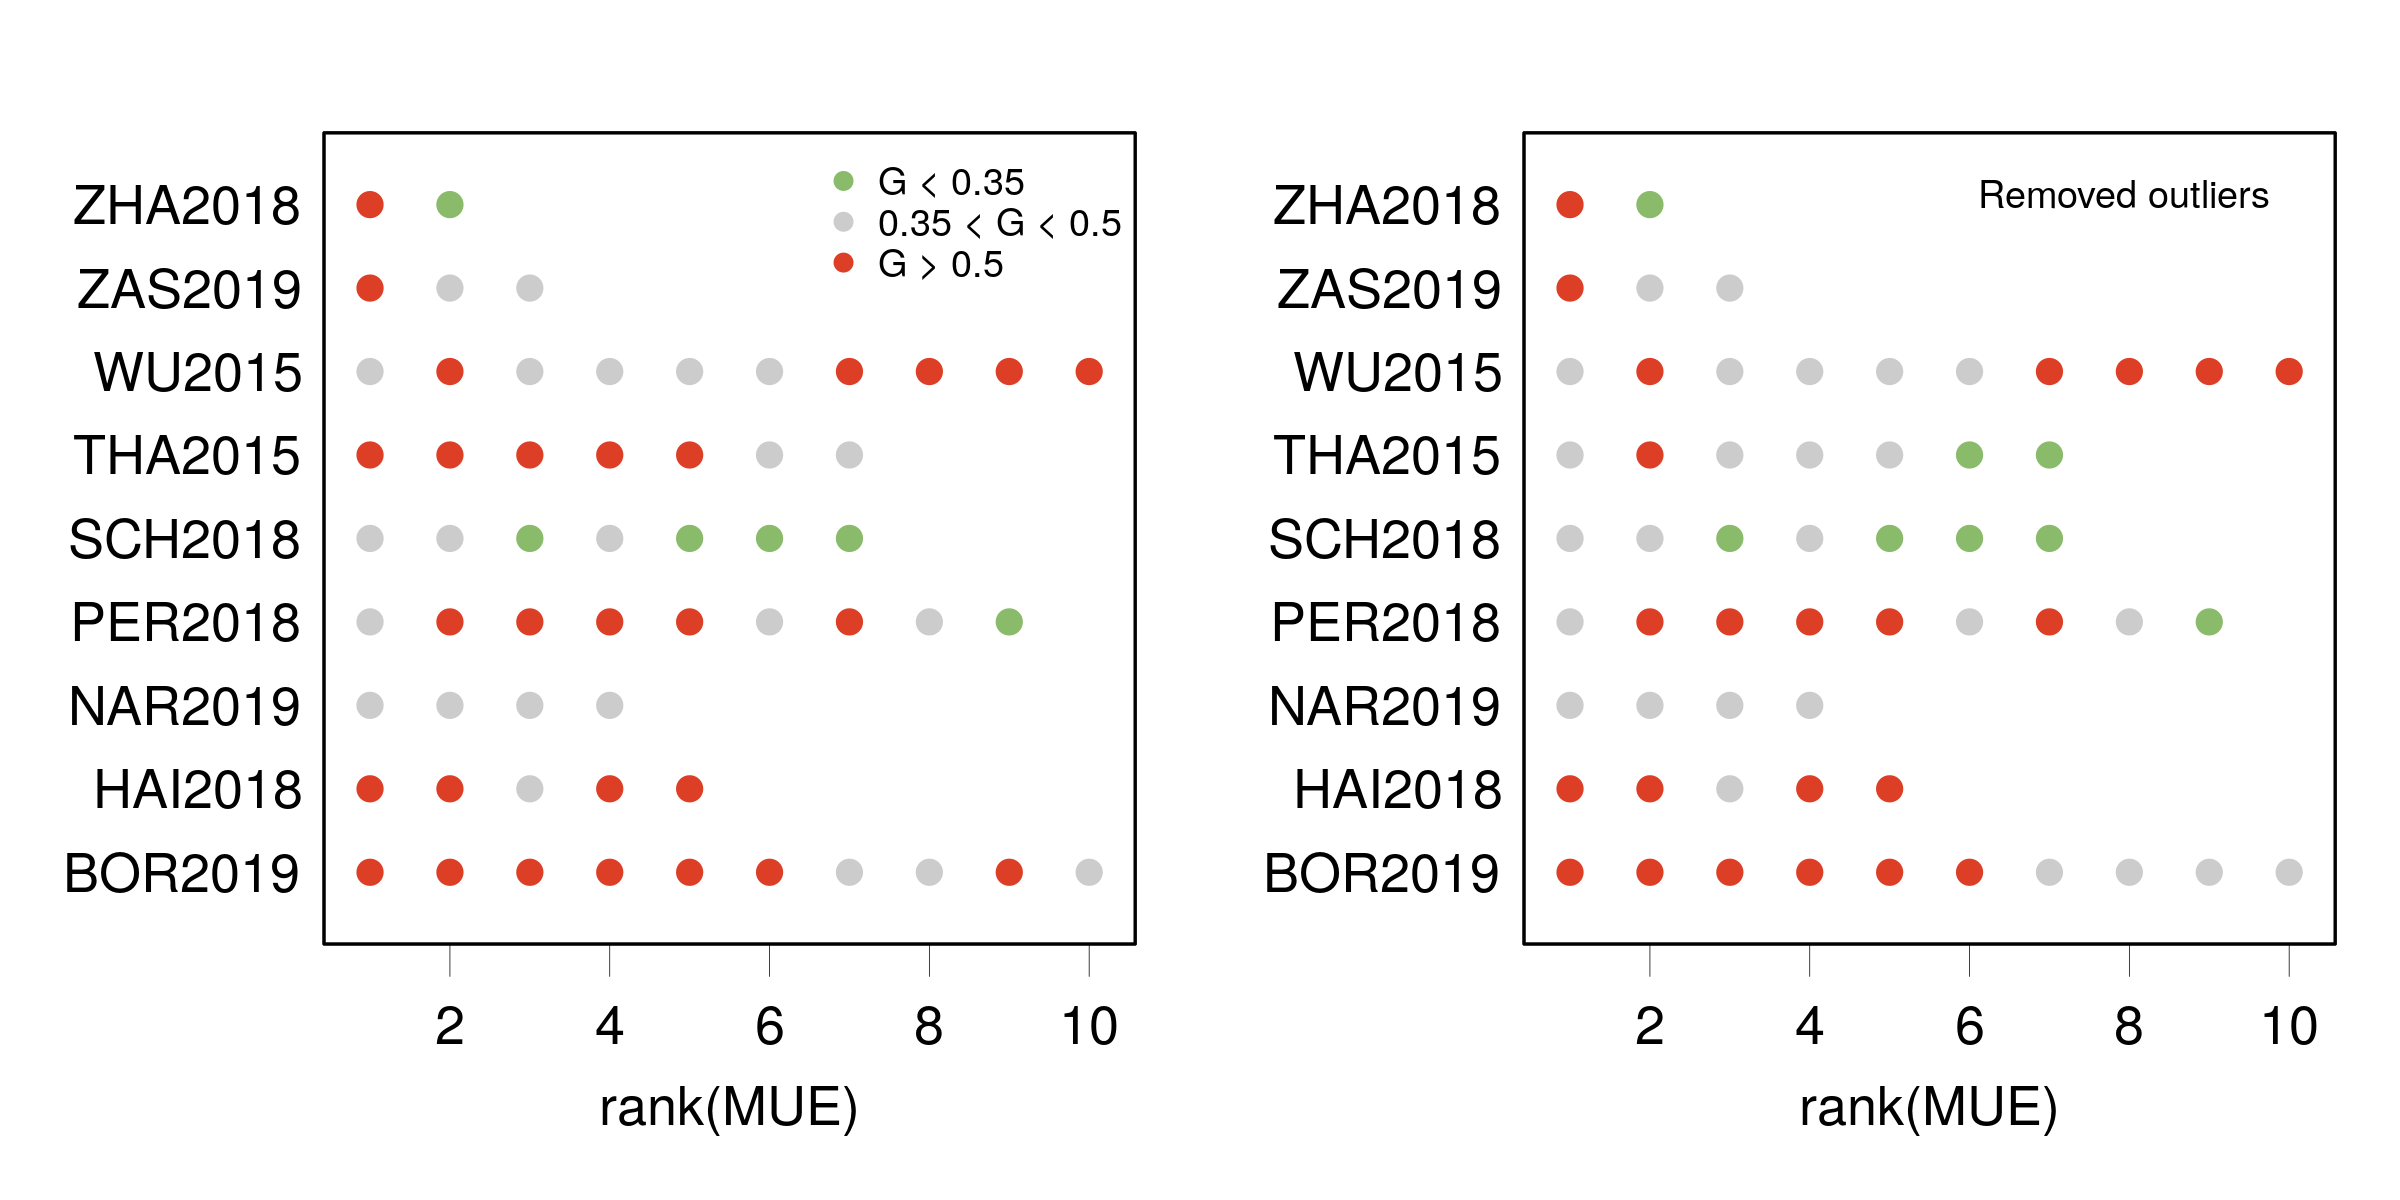 ZHA2018
ZAS2019
WU2015
THA2015
SCH2018
PER2018
NAR2019
HAI2018
BOR2019
G < 0.35
0.35 < G < 0.5
G > 0.5
2 4 6 8 10
rank(MUE)
ZHA2018
ZAS2019
WU2015
THA2015
SCH2018
PER2018
NAR2019
HAI2018
BOR2019
Removed outliers
2 4 6 8 10
rank(MUE)